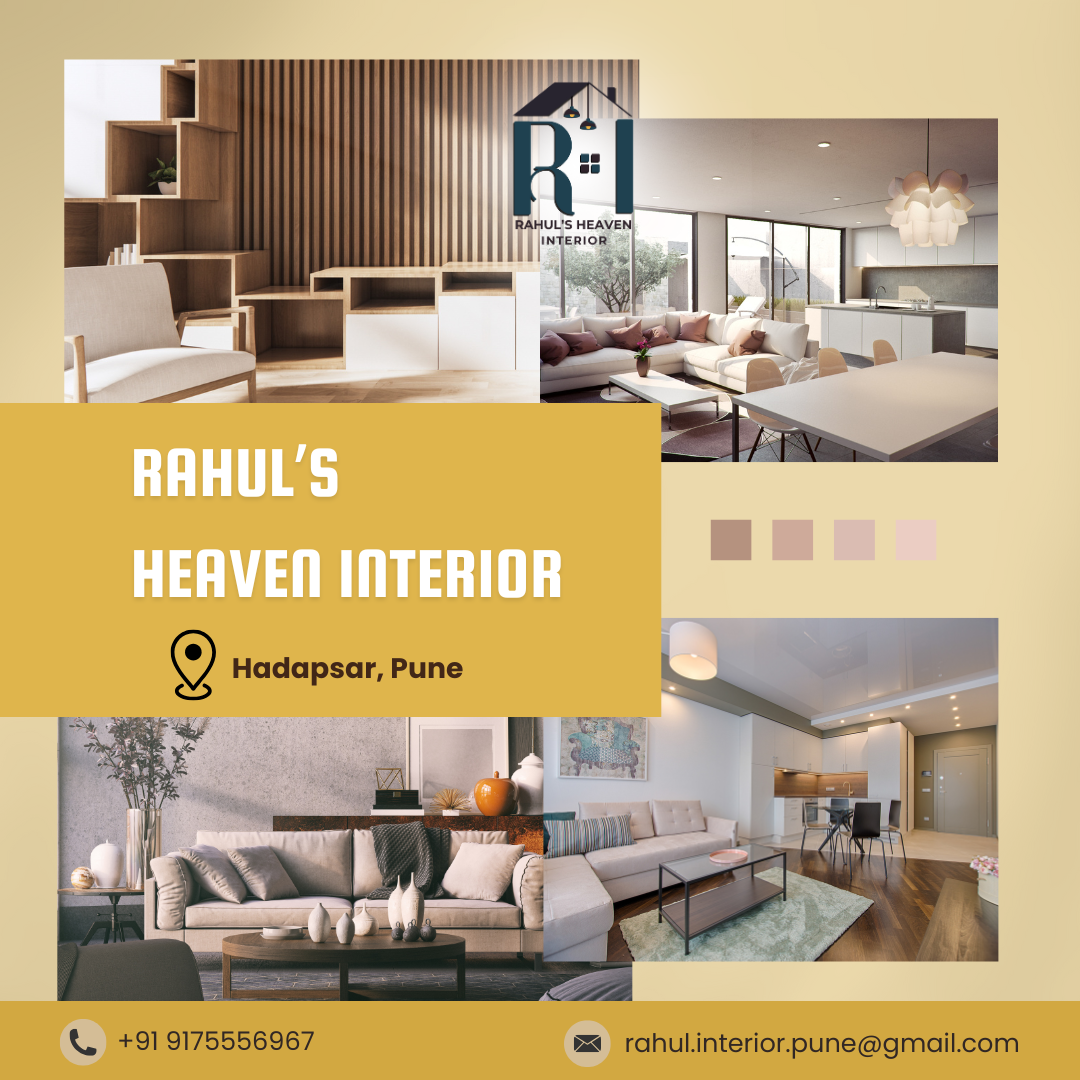 RAHUL'S HEAVEN
INTERIOR
RAHUL'S
HEAVEN INTERIOR
Hadapsar, Pune
+91 9175556967
rahul.interior.pune@gmail.com